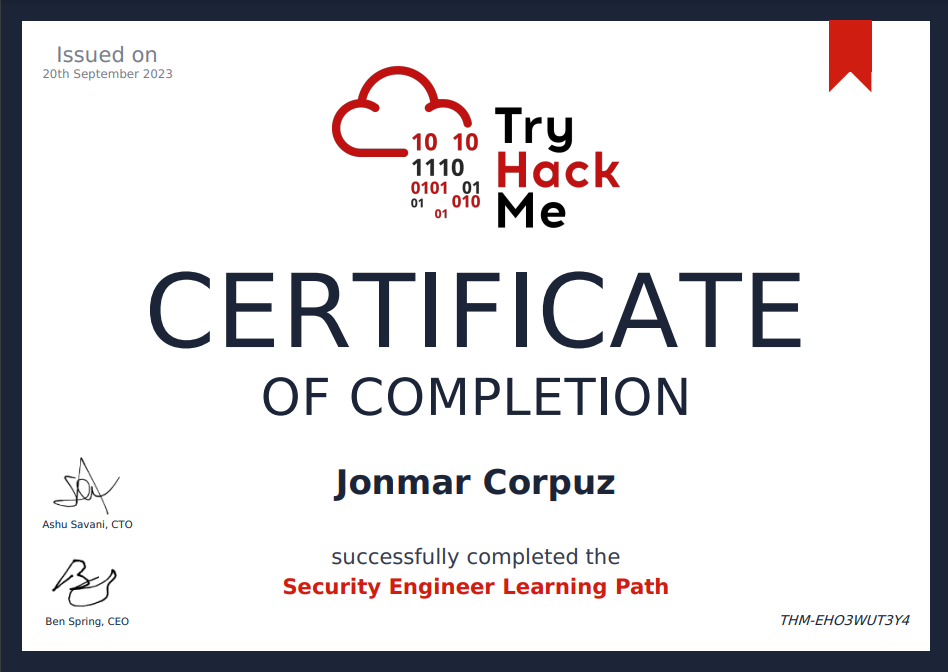 Issued on
20th September 2023
10 10
1110
0101 01
01 010
01
Try
Hack
Me
CERTIFICATE
OF COMPLETION
Jonmar Corpuz
successfully completed the
Security Engineer Learning Path
Ashu Savani, CTO
Ben Spring, CEO
THM-EHO3WUT3Y4